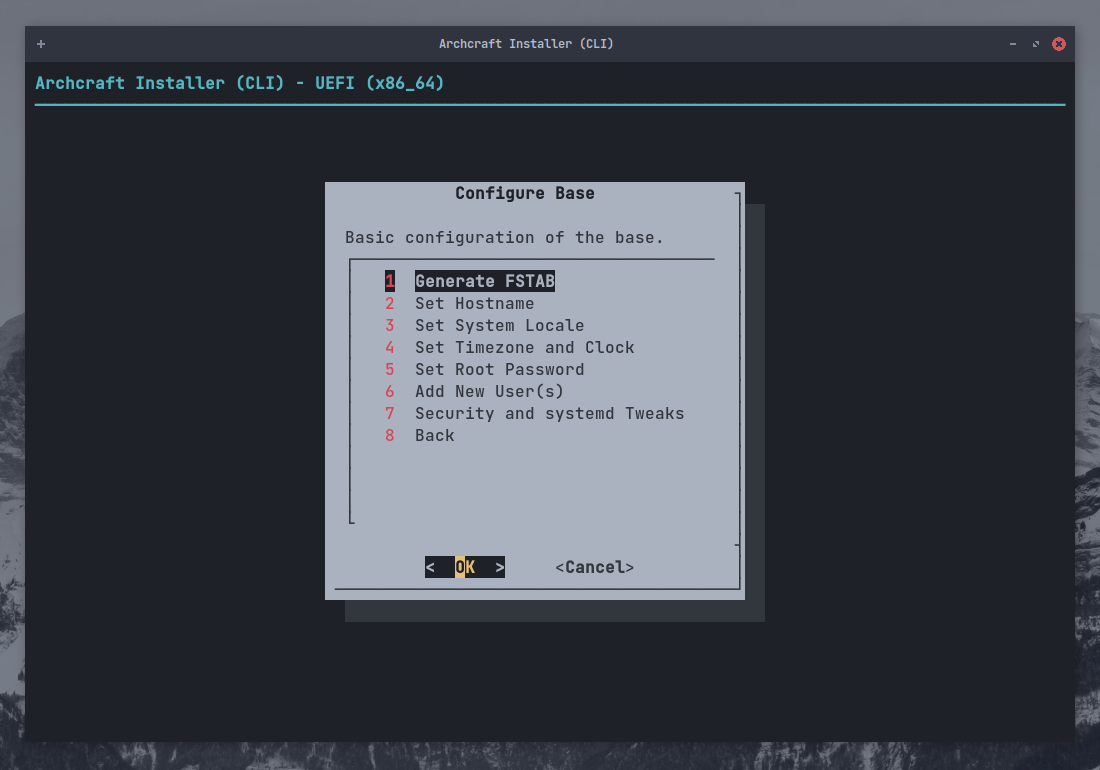 Archcraft Installer (CLI)
Archcraft Installer (CLI) - UEFI (x86_64)
Configure Base
Basic configuration of the base.
1 Generate FSTAB
2 Set Hostname
3 Set System Locale
4 Set Timezone and Clock
5 Set Root Password
6 Add New User(s)
7 Security and systemd Tweaks
8 Back
< OK > <Cancel>